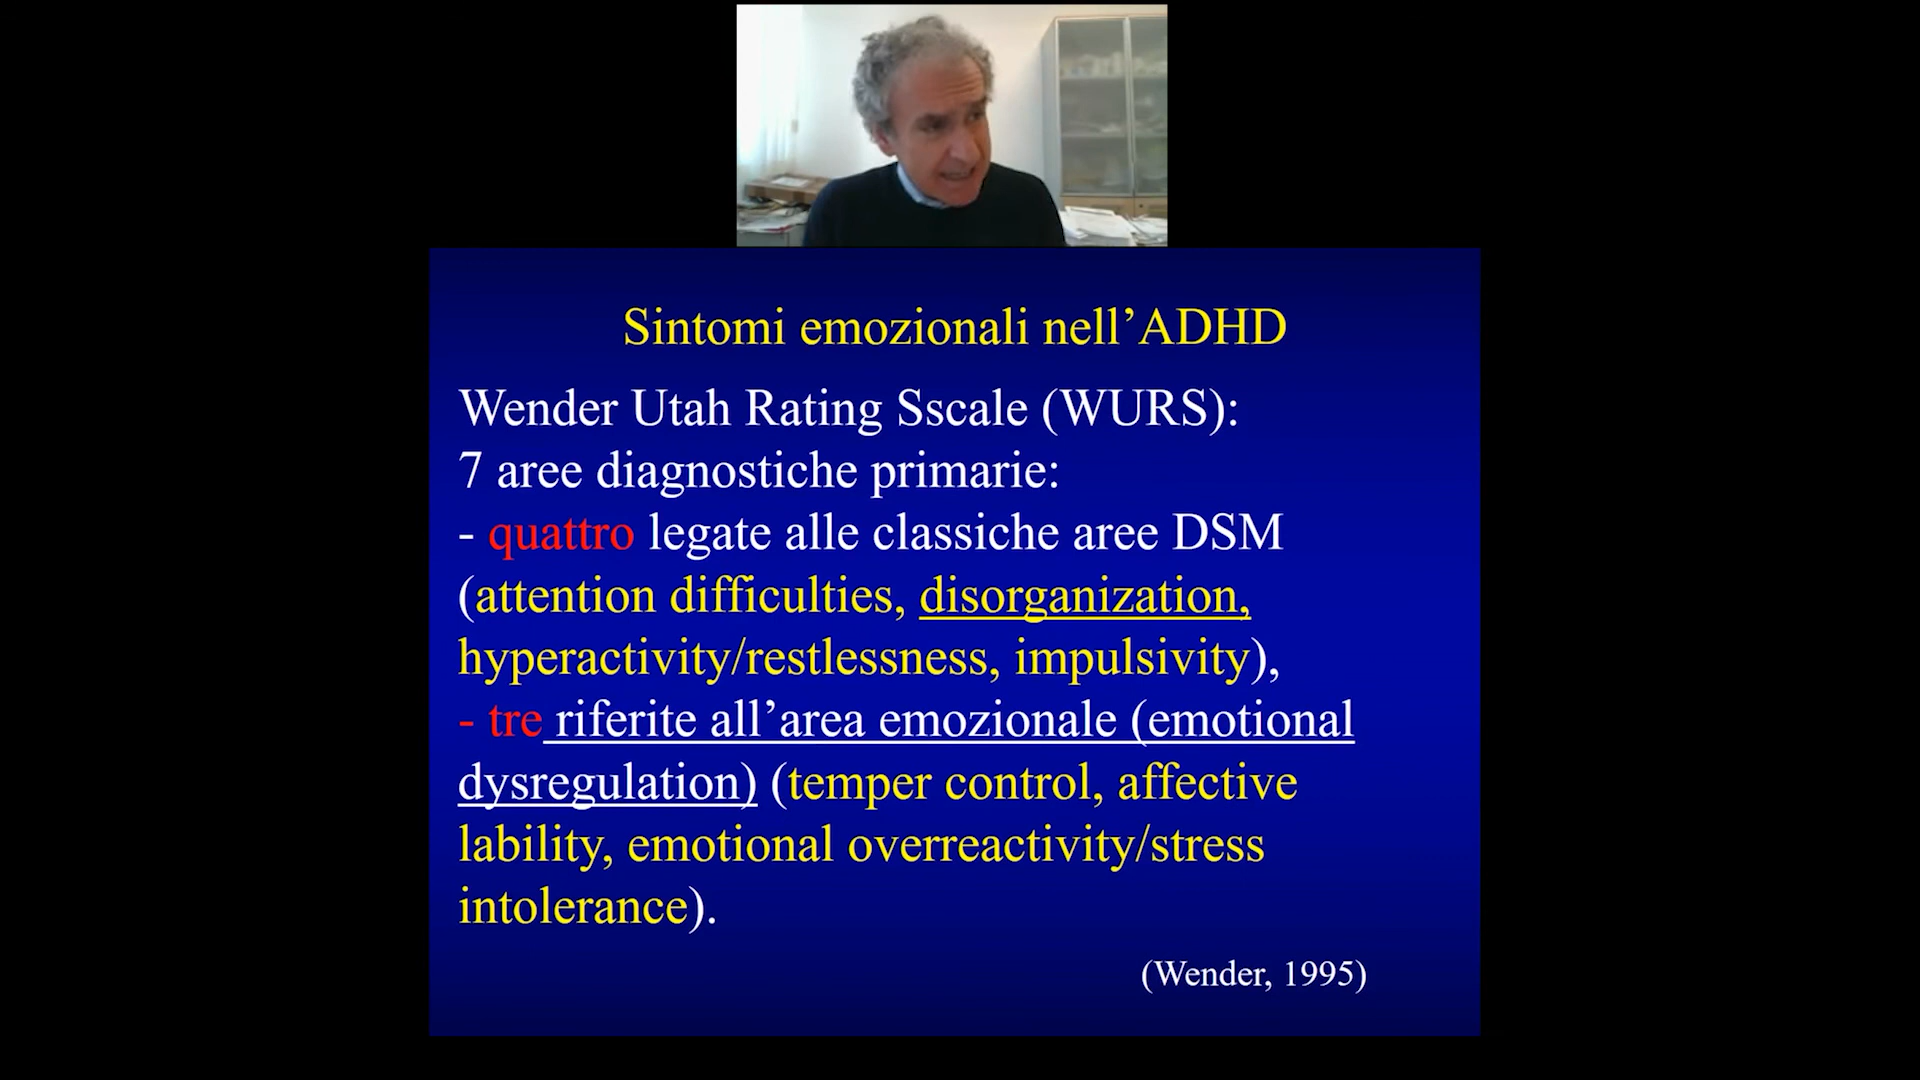 Sintomi emozionali nell’ADHD
Wender Utah Rating Sscale (WURS):
7 aree diagnostiche primarie:
- quattro legate alle classiche aree DSM
(attention difficulties, disorganization,
hyperactivity/restlessness, impulsivity),
- tre riferite all’area emozionale (emotional
dysregulation) (temper control, affective
lability, emotional overreactivity/stress
intolerance).
(Wender, 1995)